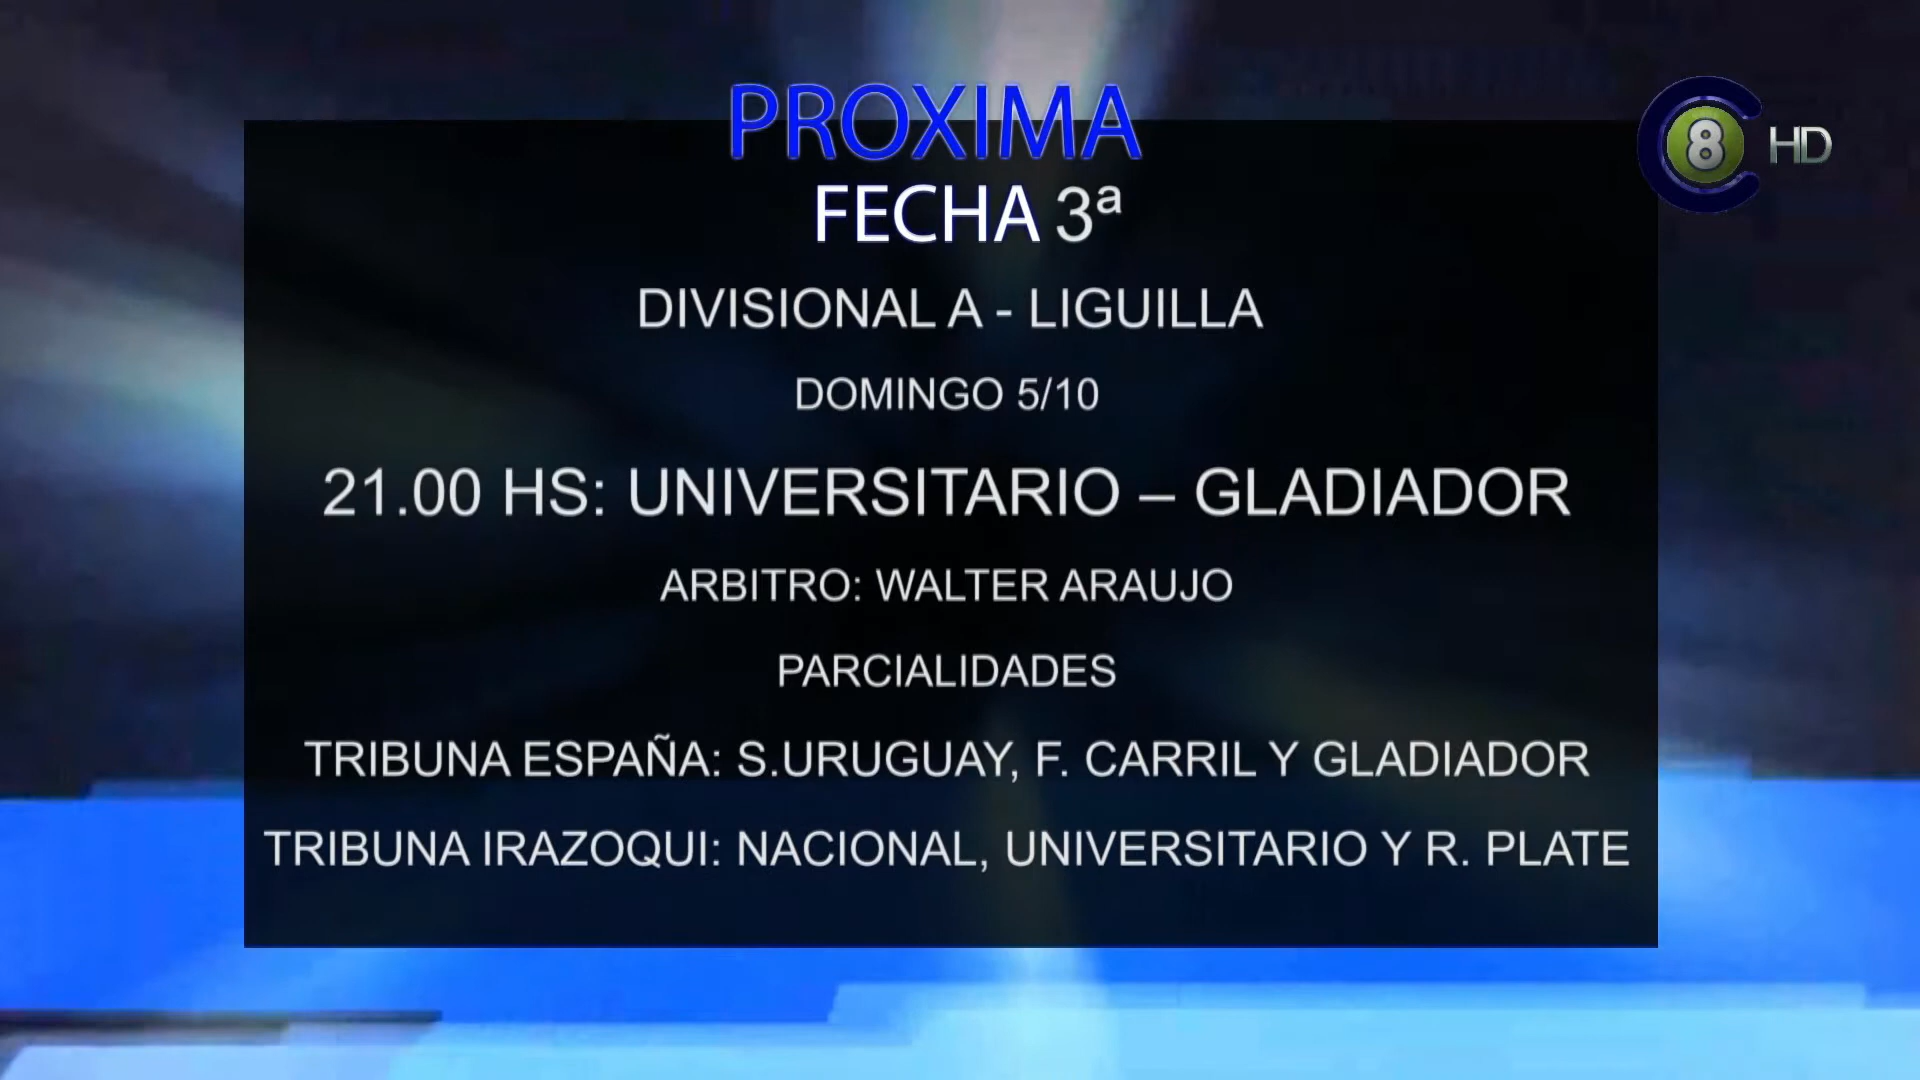 PROXIMA
FECHA 3ª
DIVISIONAL A - LIGUILLA
DOMINGO 5/10
21.00 HS: UNIVERSITARIO – GLADIADOR
ARBITRO: WALTER ARAUJO
PARCIALIDADES
TRIBUNA ESPAÑA: S.URUGUAY, F. CARRIL Y GLADIADOR
TRIBUNA IRAZOQUI: NACIONAL, UNIVERSITARIO Y R. PLATE
C8 HD